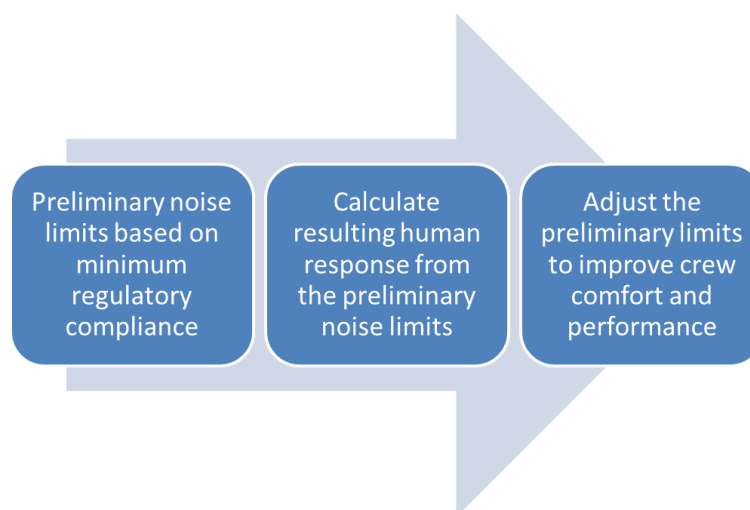 Preliminary noise
limits based on
minimum
regulatory
compliance
Calculate
resulting human
response from
the preliminary
noise limits
Adjust the
preliminary limits
to improve crew
comfort and
performance